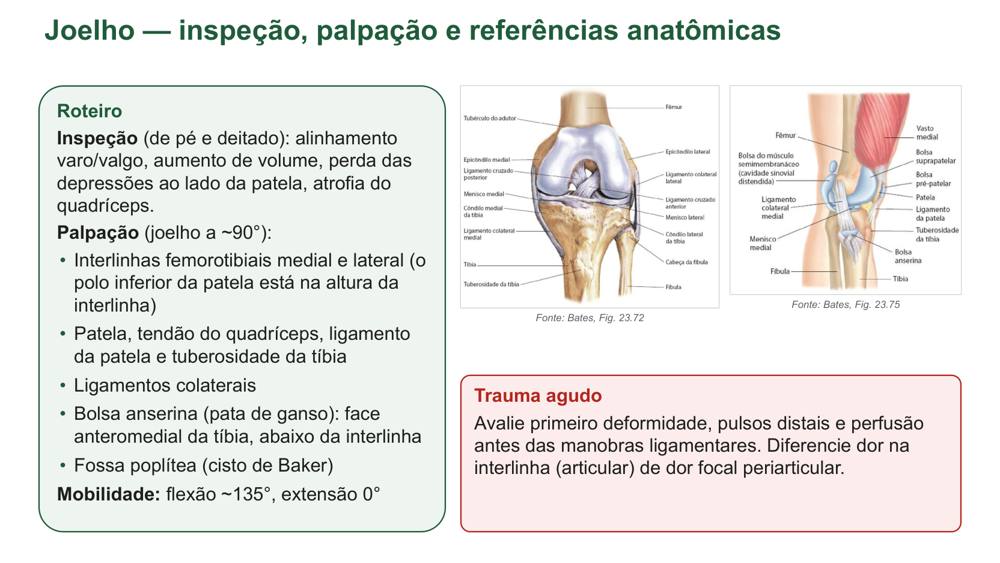 Joelho — inspeção, palpação e referências anatômicas
Roteiro
Inspeção (de pé e deitado): alinhamento
varo/valgo, aumento de volume, perda das
depressões ao lado da patela, atrofia do
quadríceps.
Palpação (joelho a ~90°):
• Interlinhas femorotibiais medial e lateral (o
polo inferior da patela está na altura da
interlinha)
• Patela, tendão do quadríceps, ligamento
da patela e tuberosidade da tíbia
• Ligamentos colaterais
• Bolsa anserina (pata de ganso): face
anteromedial da tíbia, abaixo da interlinha
• Fossa poplítea (cisto de Baker)
Mobilidade: flexão ~135°, extensão 0°
Tubérculo do adutor
Epicôndilo medial
Ligamento cruzado
posterior
Menisco medial
Côndilo medial
da tíbia
Ligamento colateral
medial
Tíbia
Tuberosidade da tíbia
Fêmur
Epicôndilo lateral
Ligamento colateral
lateral
Ligamento cruzado
anterior
Menisco lateral
Côndilo lateral
da tíbia
Cabeça da fíbula
Fíbula
Fonte: Bates, Fig. 23.72
Fêmur
Bolsa do músculo
semimembranáceo
(cavidade sinovial
distendida)
Ligamento
colateral
medial
Menisco
medial
Fíbula
Vasto
medial
Bolsa
suprapatelar
Bolsa
pré-patelar
Patela
Ligamento
da patela
Tuberosidade
da tíbia
Bolsa
anserina
Tíbia
Fonte: Bates, Fig. 23.75
Trauma agudo
Avalie primeiro deformidade, pulsos distais e perfusão
antes das manobras ligamentares. Diferencie dor na
interlinha (articular) de dor focal periarticular.